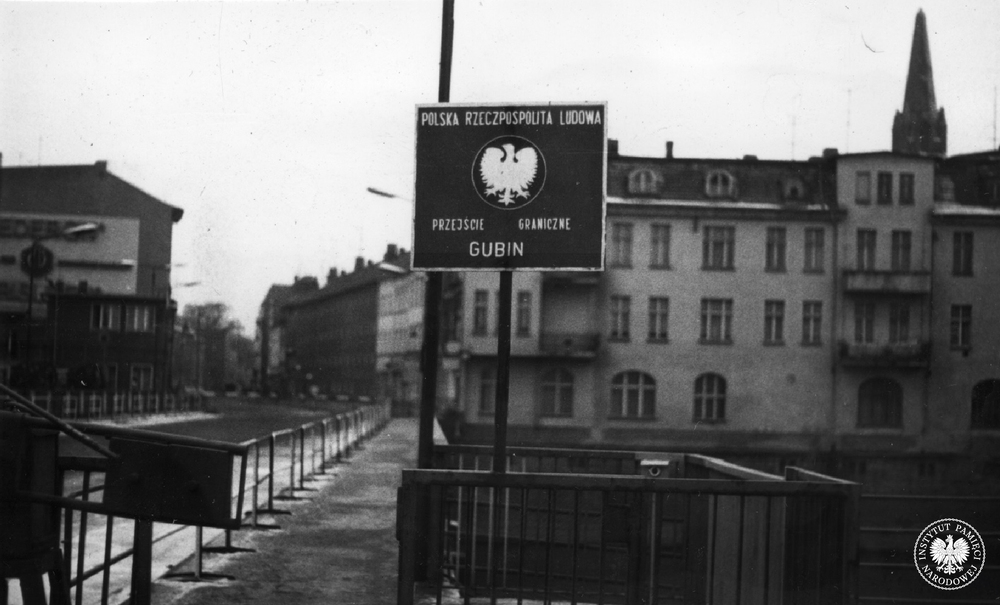 POLSKA RZECZPOSPOLITA LUDOWA
PRZEJŚCIE GRANICZNE
GUBIN
INSTYTUT PAMIĘCI
NARODOWEJ